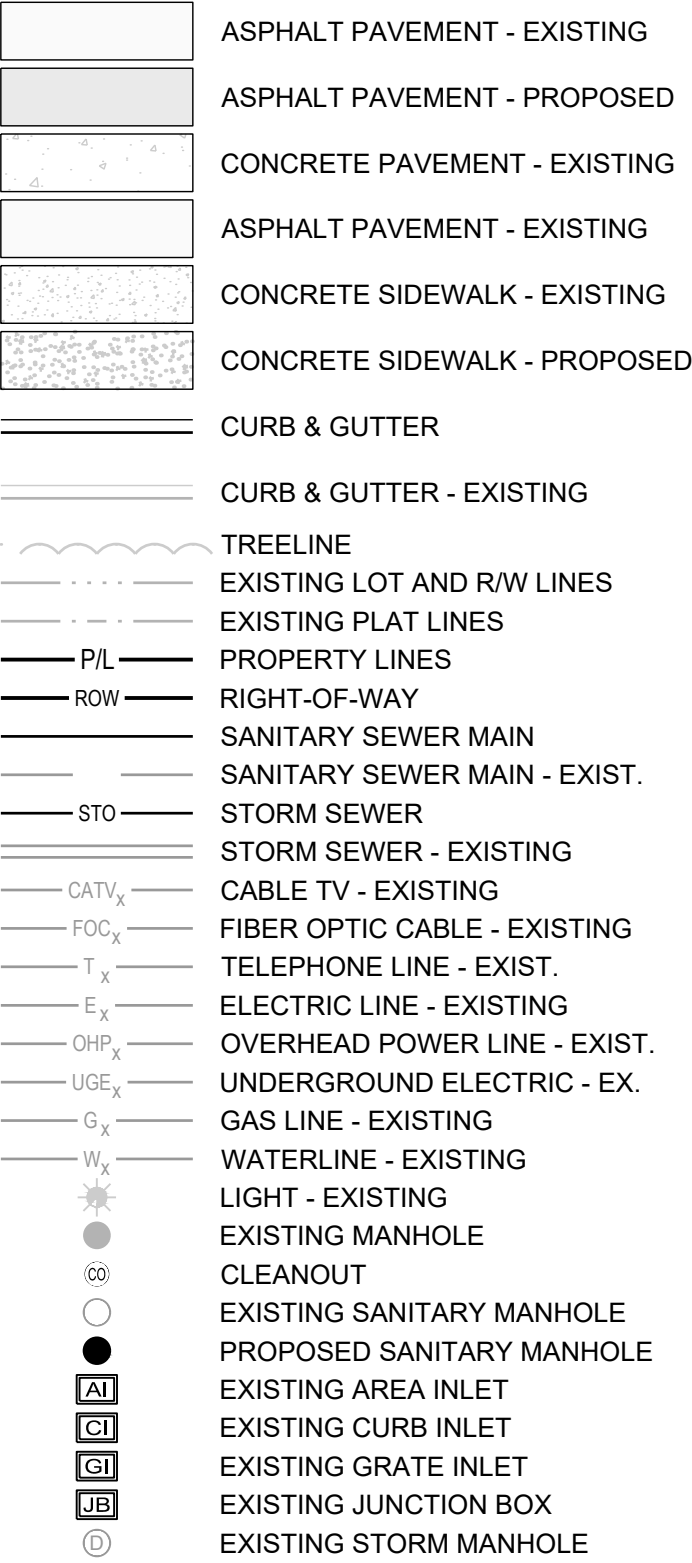 ASPHALT PAVEMENT - EXISTING
ASPHALT PAVEMENT - PROPOSED
CONCRETE PAVEMENT - EXISTING
ASPHALT PAVEMENT - EXISTING
CONCRETE SIDEWALK - EXISTING
CONCRETE SIDEWALK - PROPOSED
CURB & GUTTER
CURB & GUTTER - EXISTING
TREELINE
EXISTING LOT AND R/W LINES
EXISTING PLAT LINES
P/L PROPERTY LINES
ROW RIGHT-OF-WAY
SANITARY SEWER MAIN
SANITARY SEWER MAIN - EXIST.
STO STORM SEWER
STORM SEWER - EXISTING
CATVX CABLE TV - EXISTING
FOCX FIBER OPTIC CABLE - EXISTING
T X TELEPHONE LINE - EXIST.
E X ELECTRIC LINE - EXISTING
OHPX OVERHEAD POWER LINE - EXIST.
UGEX UNDERGROUND ELECTRIC - EX.
G X GAS LINE - EXISTING
WX WATERLINE - EXISTING
LIGHT - EXISTING
EXISTING MANHOLE
CO CLEANOUT
EXISTING SANITARY MANHOLE
PROPOSED SANITARY MANHOLE
AI EXISTING AREA INLET
CI EXISTING CURB INLET
GI EXISTING GRATE INLET
JB EXISTING JUNCTION BOX
D EXISTING STORM MANHOLE